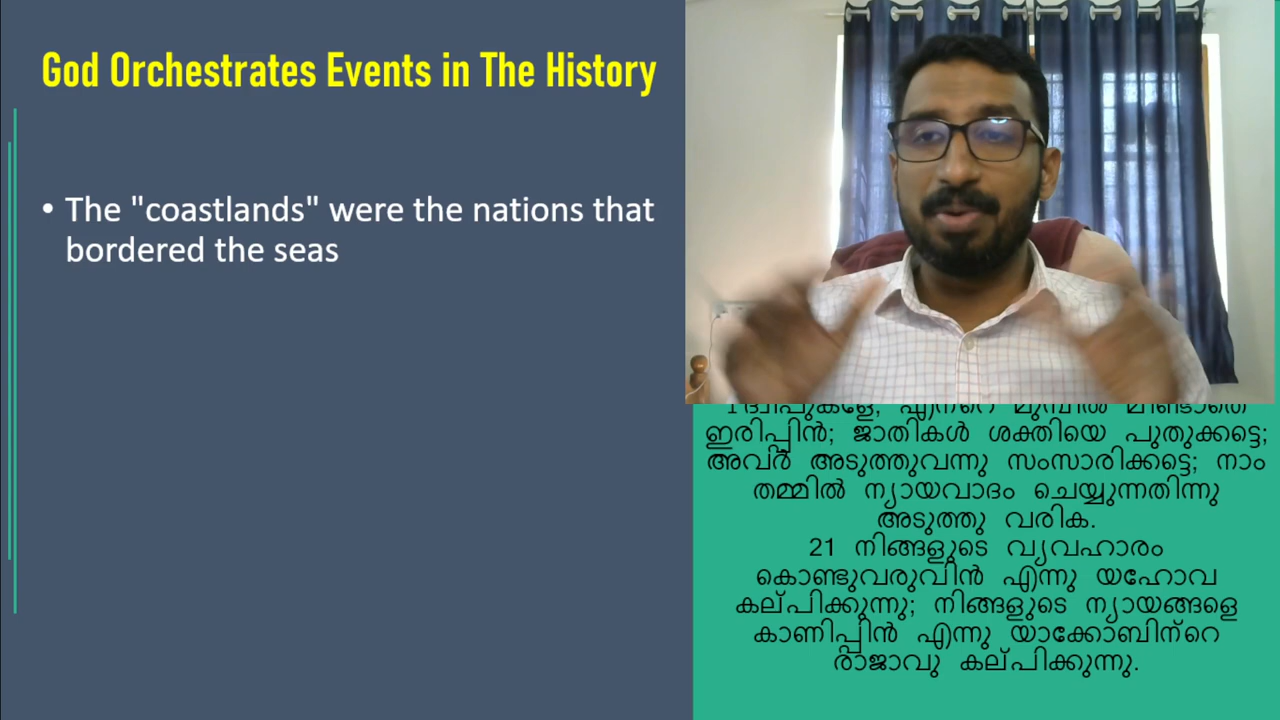 God Orchestrates Events in The History
• The "coastlands" were the nations that
bordered the seas
ഇരിപ്പിൻ; ജാതികൾ ശക്തിയെ പുതുക്കട്ടെ;
അവർ അടുത്തുവന്നു സംസാരിക്കട്ടെ; നാം
തമ്മിൽ ന്യായവാദം ചെയ്യുന്നതിന്നു
അടുത്തു വരിക.
21 നിങ്ങളുടെ വ്യവഹാരം
കൊണ്ടുവരുവിൻ എന്നു യഹോവ
കല്പിക്കുന്നു; നിങ്ങളുടെ ന്യായങ്ങളെ
കാണിപ്പിൻ എന്നു യാക്കോബിന്റെ
രാജാവു കല്പിക്കുന്നു.